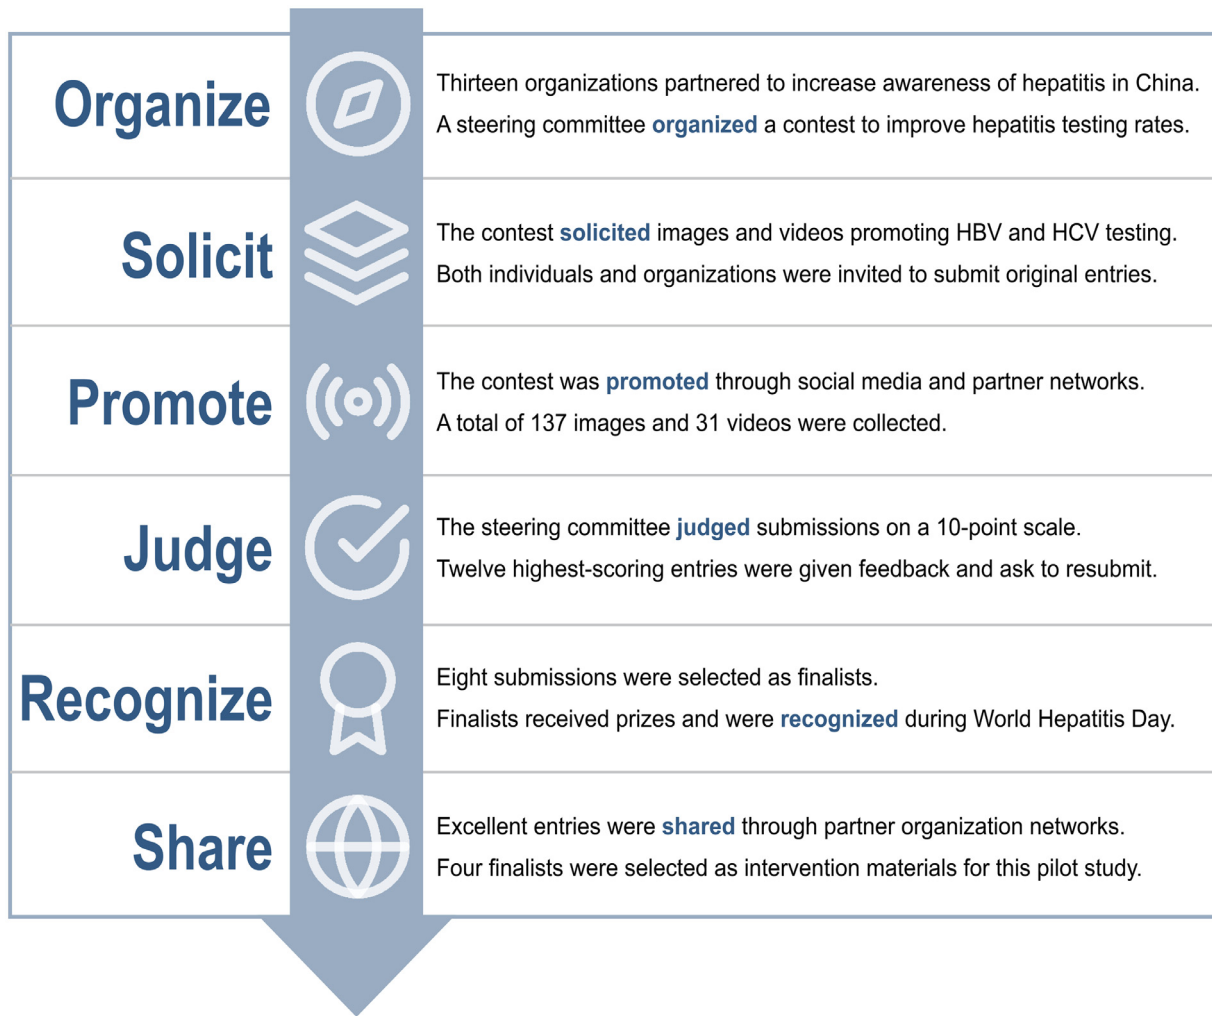 Organize
Thirteen organizations partnered to increase awareness of hepatitis in China.
A steering committee organized a contest to improve hepatitis testing rates.
Solicit
The contest solicited images and videos promoting HBV and HCV testing.
Both individuals and organizations were invited to submit original entries.
Promote
The contest was promoted through social media and partner networks.
A total of 137 images and 31 videos were collected.
Judge
The steering committee judged submissions on a 10-point scale.
Twelve highest-scoring entries were given feedback and ask to resubmit.
Recognize
Eight submissions were selected as finalists.
Finalists received prizes and were recognized during World Hepatitis Day.
Share
Excellent entries were shared through partner organization networks.
Four finalists were selected as intervention materials for this pilot study.